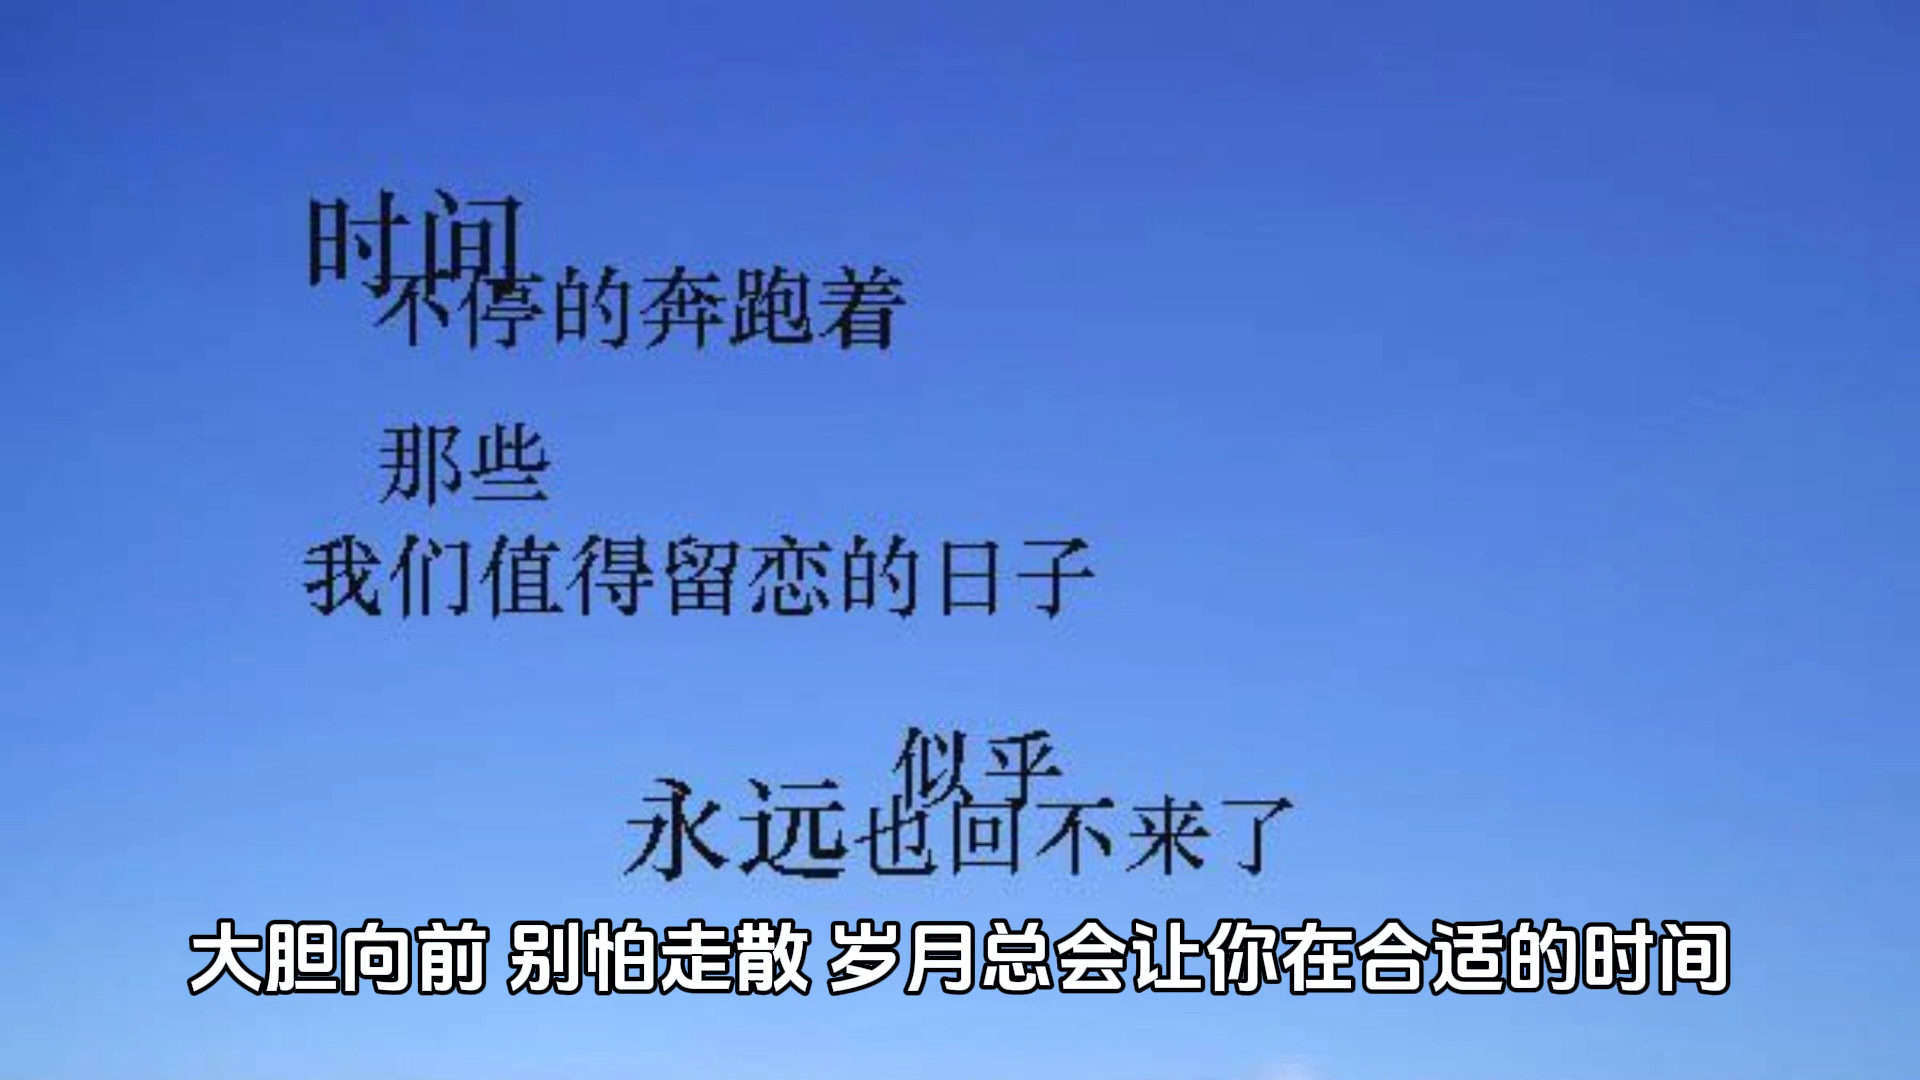 时间
不停的奔跑着
那些
我们值得留恋的日子
似乎
永远也回不来了
大胆向前 别怕走散 岁月总会让你在合适的时间